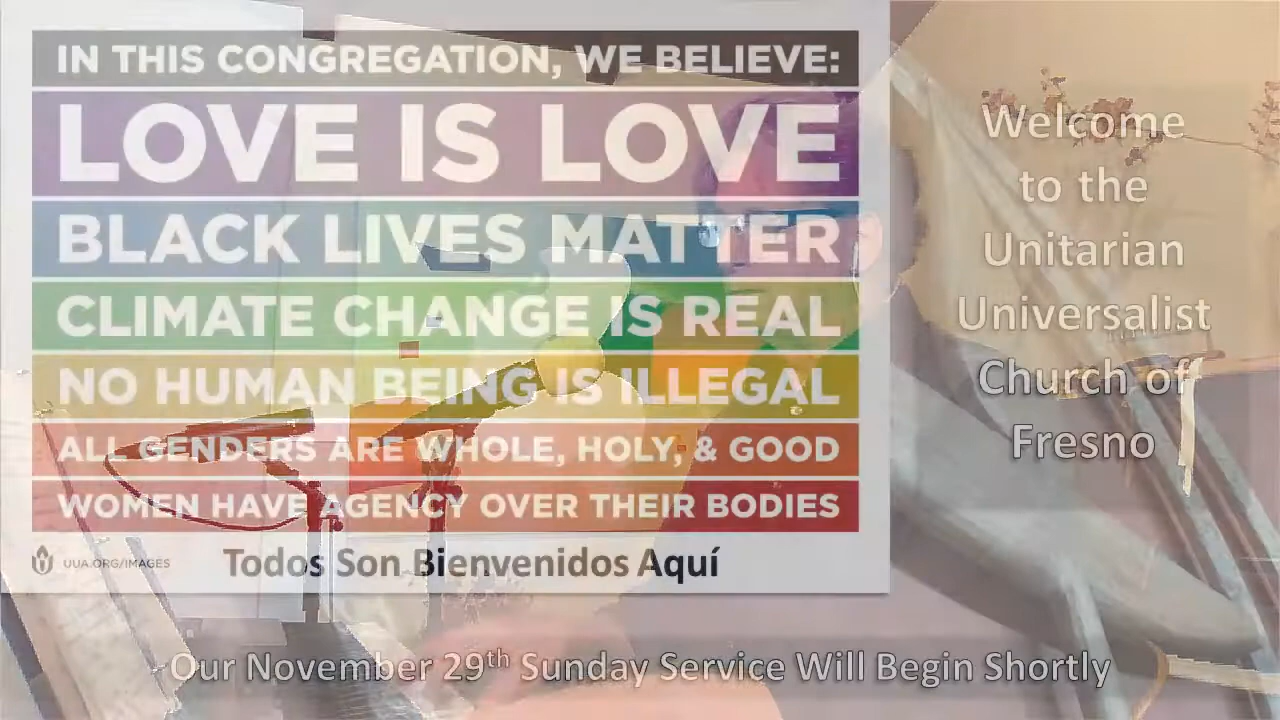 IN THIS CONGREGATION, WE BELIEVE:
LOVE IS LOVE
BLACK LIVES MATTER
CLIMATE CHANGE IS REAL
NO HUMAN BEING IS ILLEGAL
ALL GENDERS ARE WHOLE, HOLY, & GOOD
WOMEN HAVE AGENCY OVER THEIR BODIES
UUA.ORG/IMAGES
Todos Son Bienvenidos Aquí
Welcome
to the
Unitarian
Universalist
Church of
Fresno
Our November 29th Sunday Service Will Begin Shortly